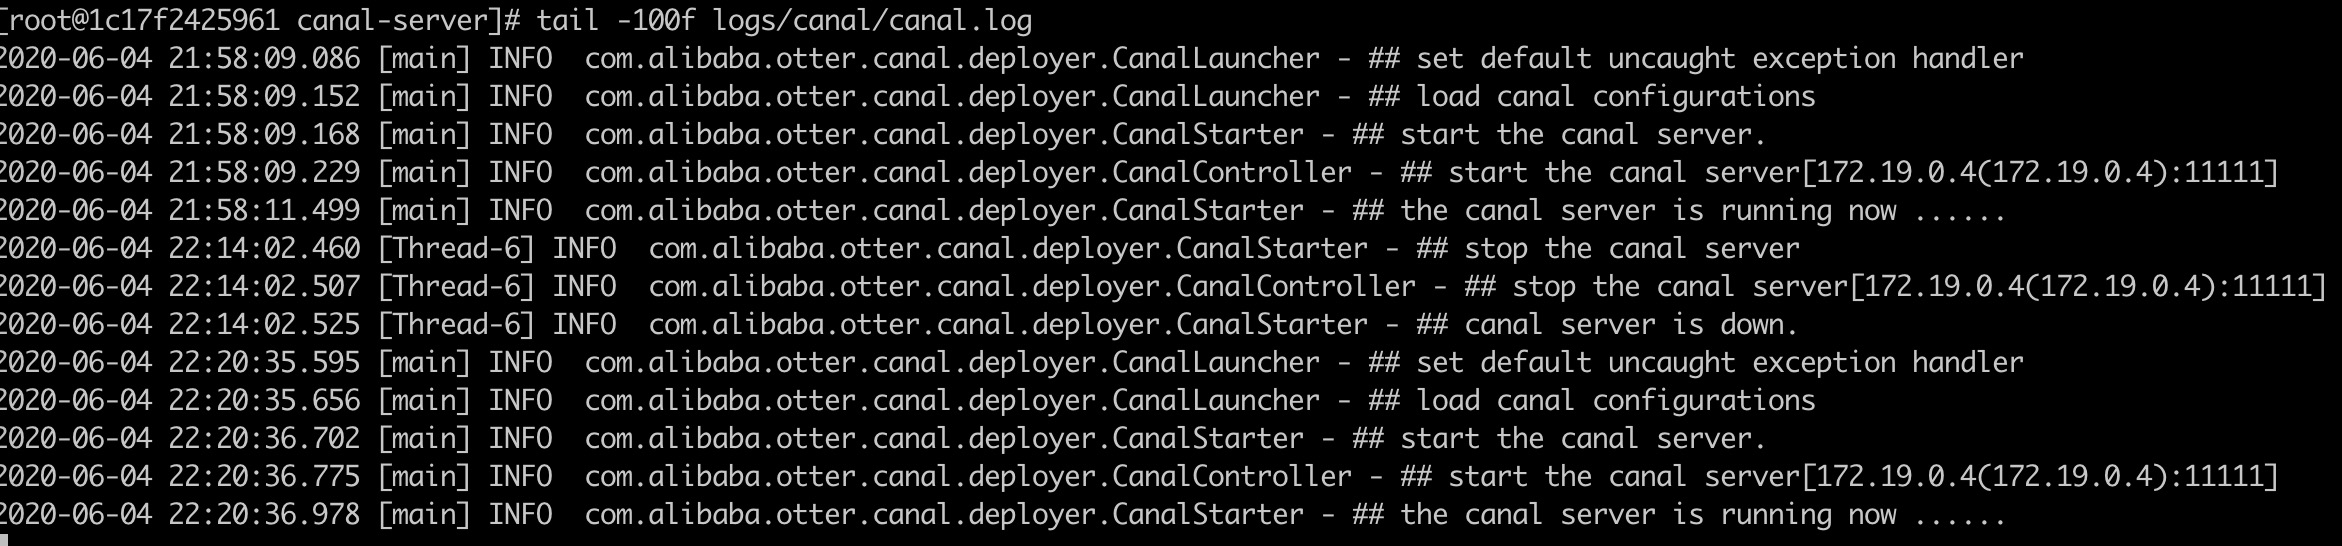 [root@1c17f2425961 canal-server]# tail -100f logs/canal/canal.log
2020-06-04 21:58:09.086 [main] INFO  com.alibaba.otter.canal.deployer.CanalLauncher - ## set default uncaught exception handler
2020-06-04 21:58:09.152 [main] INFO  com.alibaba.otter.canal.deployer.CanalLauncher - ## load canal configurations
2020-06-04 21:58:09.168 [main] INFO  com.alibaba.otter.canal.deployer.CanalStarter - ## start the canal server.
2020-06-04 21:58:09.229 [main] INFO  com.alibaba.otter.canal.deployer.CanalController - ## start the canal server[172.19.0.4(172.19.0.4):11111]
2020-06-04 21:58:11.499 [main] INFO  com.alibaba.otter.canal.deployer.CanalStarter - ## the canal server is running now ......
2020-06-04 22:14:02.460 [Thread-6] INFO  com.alibaba.otter.canal.deployer.CanalStarter - ## stop the canal server
2020-06-04 22:14:02.507 [Thread-6] INFO  com.alibaba.otter.canal.deployer.CanalController - ## stop the canal server[172.19.0.4(172.19.0.4):11111]
2020-06-04 22:14:02.525 [Thread-6] INFO  com.alibaba.otter.canal.deployer.CanalStarter - ## canal server is down.
2020-06-04 22:20:35.595 [main] INFO  com.alibaba.otter.canal.deployer.CanalLauncher - ## set default uncaught exception handler
2020-06-04 22:20:35.656 [main] INFO  com.alibaba.otter.canal.deployer.CanalLauncher - ## load canal configurations
2020-06-04 22:20:36.702 [main] INFO  com.alibaba.otter.canal.deployer.CanalStarter - ## start the canal server.
2020-06-04 22:20:36.775 [main] INFO  com.alibaba.otter.canal.deployer.CanalController - ## start the canal server[172.19.0.4(172.19.0.4):11111]
2020-06-04 22:20:36.978 [main] INFO  com.alibaba.otter.canal.deployer.CanalStarter - ## the canal server is running now ......